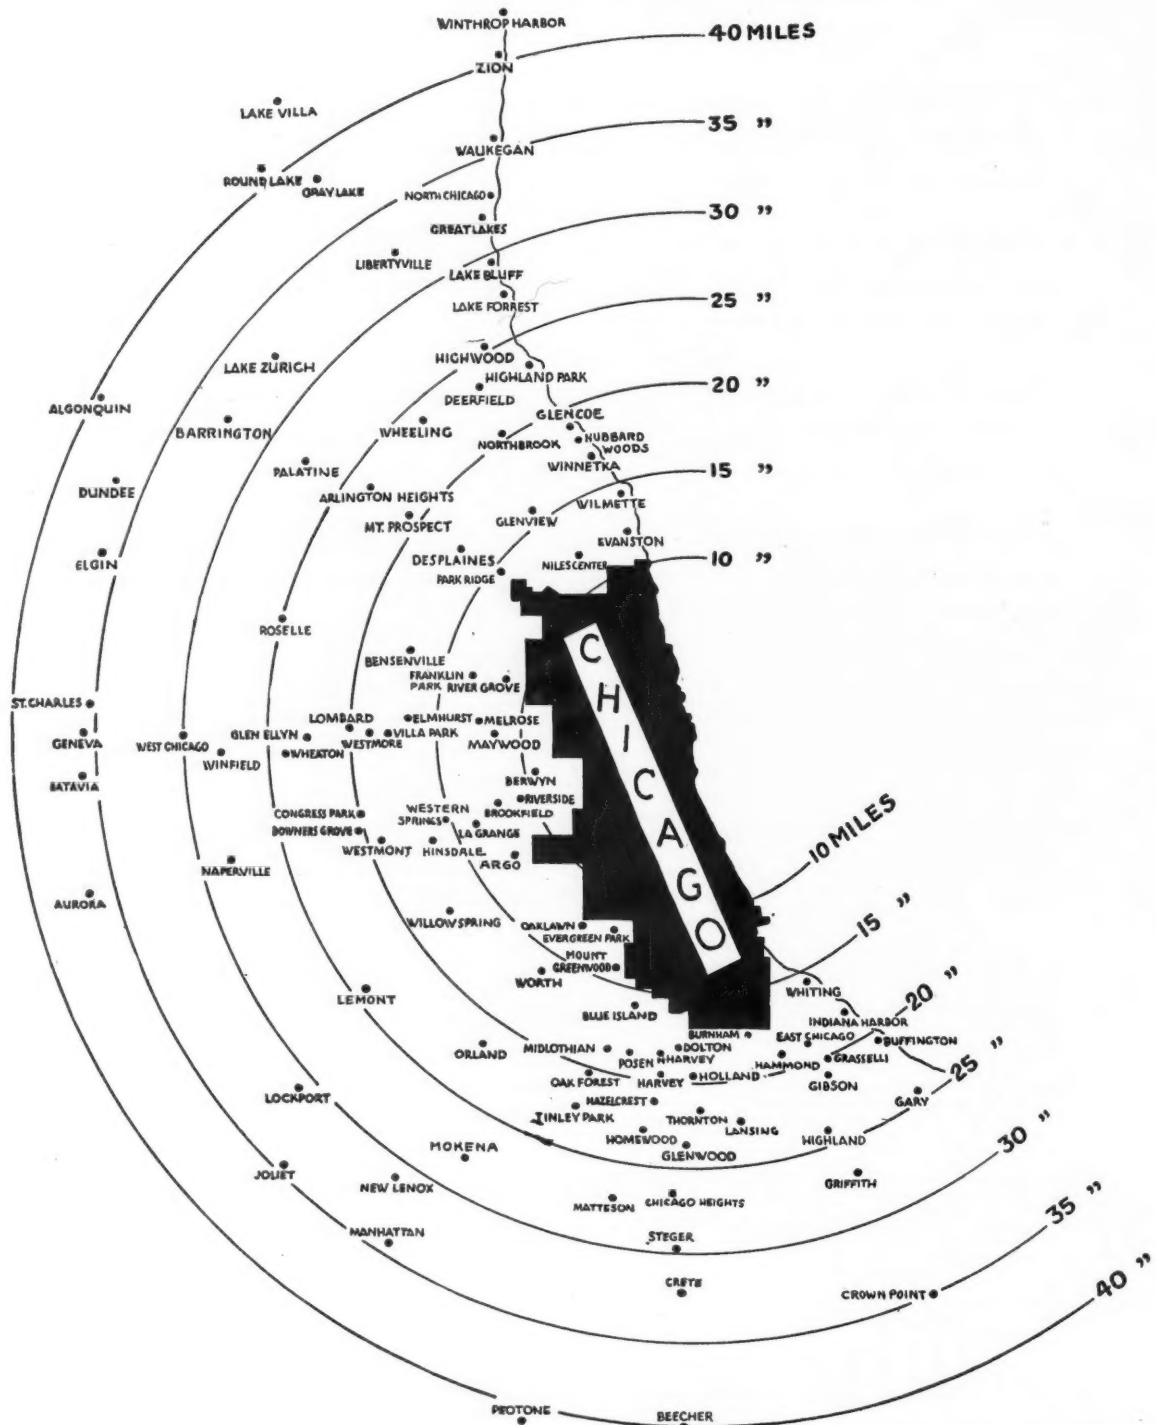 WINTHROP HARBOR
40 MILES
ZION
LAKE VILLA
35 "
WAUKEGAN
ROUND LAKE
GRAY LAKE
NORTH CHICAGO
30 "
GREAT LAKES
LIBERTYVILLE
LAKE BLUFF
25 "
LAKE FORREST
HIGHWOOD
LAKE ZURICH
HIGHLAND PARK
20 "
DEERFIELD
ALGONQUIN
GLENCOE
WHEELING
BARRINGTON
NORTHBROOK
HUBBARD
WOODS
WINNETKA
PALATINE
15 "
DUNDEE
ARLINGTON HEIGHTS
WILMETTE
GLENVIEW
MT. PROSPECT
EVANSTON
10 "
DESPLAINES
NILES CENTER
ELGIN
PARK RIDGE
ROSELLE
CHICAGO
BENSENVILLE
FRANKLIN
PARK
RIVER GROVE
ST. CHARLES
LOMBARD
ELMHURST
MELROSE
GENEVA
WEST CHICAGO
GLEN ELLYN
WESTMORE
VILLA PARK
MAYWOOD
WINFIELD
WHEATON
BATAVIA
BERWYN
RIVERSIDE
BROOKFIELD
WESTERN
SPRINGS
CONGRESS PARK
DOWNERS GROVE
LA GRANGE
WESTMONT
HINSDALE
ARGO
10 MILES
NAPERVILLE
AURORA
WILLOW SPRING
OAKLAWN
EVERGREEN PARK
15 "
MOUNT
GREENWOOD
WORTH
LEMONT
WHITING
20 "
BLUE ISLAND
INDIANA HARBOR
BURNHAM
EAST CHICAGO
BUFFINGTON
ORLAND
MIDLOTHIAN
DOLTON
POSEN
HARVEY
HAMMOND
GRASSELLI
25 "
OAK FOREST
HARVEY
HOLLAND
GIBSON
LOCKPORT
HAZELCREST
GARY
TINLEY PARK
THORNTON
LANSING
HOMEWOOD
HIGHLAND
30 "
MOKENA
GLENWOOD
JOLIET
NEW LENOX
GRIFFITH
MATTESON
CHICAGO HEIGHTS
35 "
MANHATTAN
STEGER
CRETE
CROWN POINT
40 "
PEOTONE
BEECHER